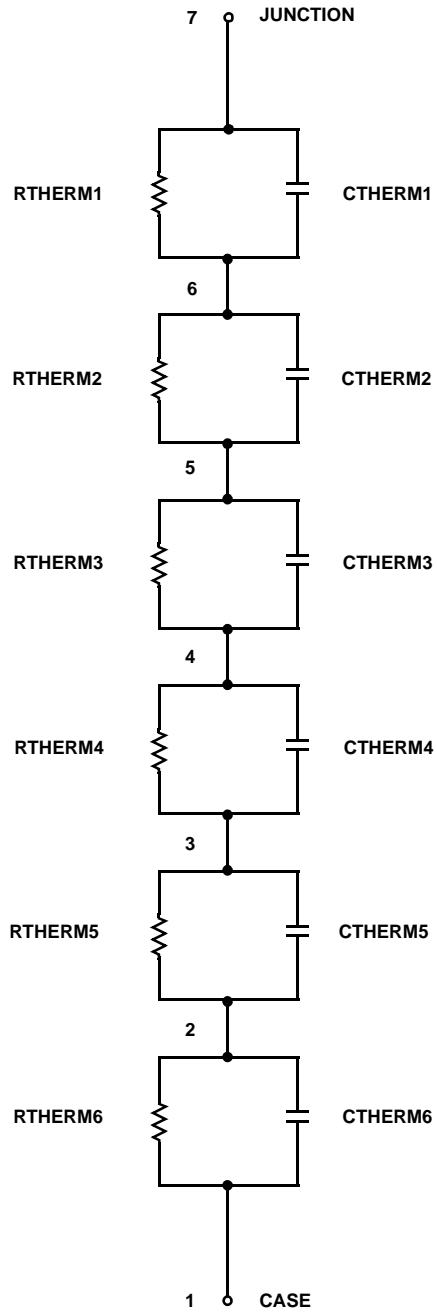 7 JUNCTION
RTHERM1 CTHERM1
6
RTHERM2 CTHERM2
5
RTHERM3 CTHERM3
4
RTHERM4 CTHERM4
3
RTHERM5 CTHERM5
2
RTHERM6 CTHERM6
1 CASE